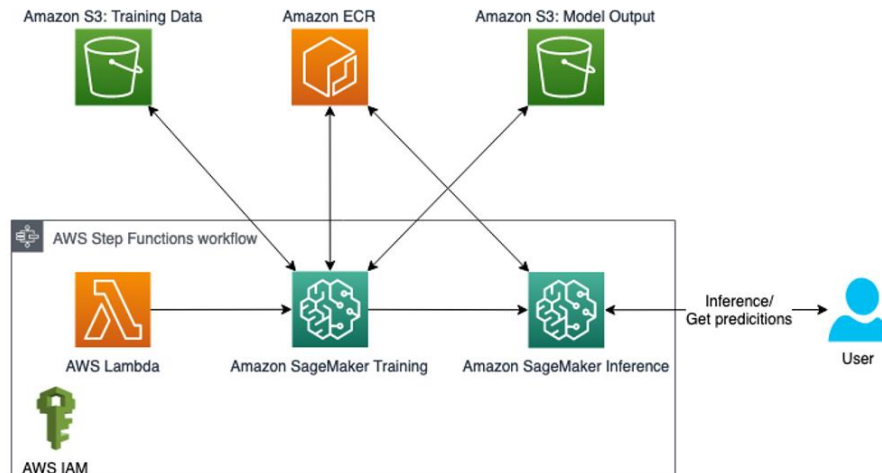 Amazon S3: Training Data
Amazon ECR
Amazon S3: Model Output
AWS Step Functions workflow
AWS Lambda
Amazon SageMaker Training
Amazon SageMaker Inference
Inference/
Get predicitions
User
AWS IAM